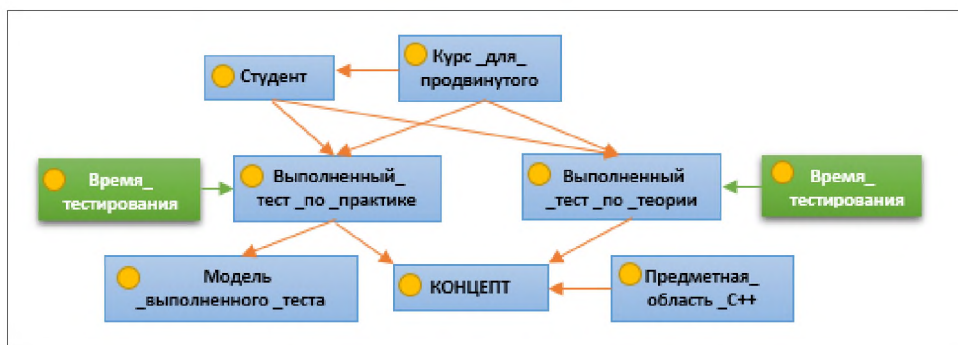 Студент
Курс _для_
продвинутого
Время_
тестирования
Выполненный_
тест _по _практике
Выполненный
_тест _по _теории
Время_
тестирования
Модель
_выполненного _теста
КОНЦЕПТ
Предметная_
область _С++